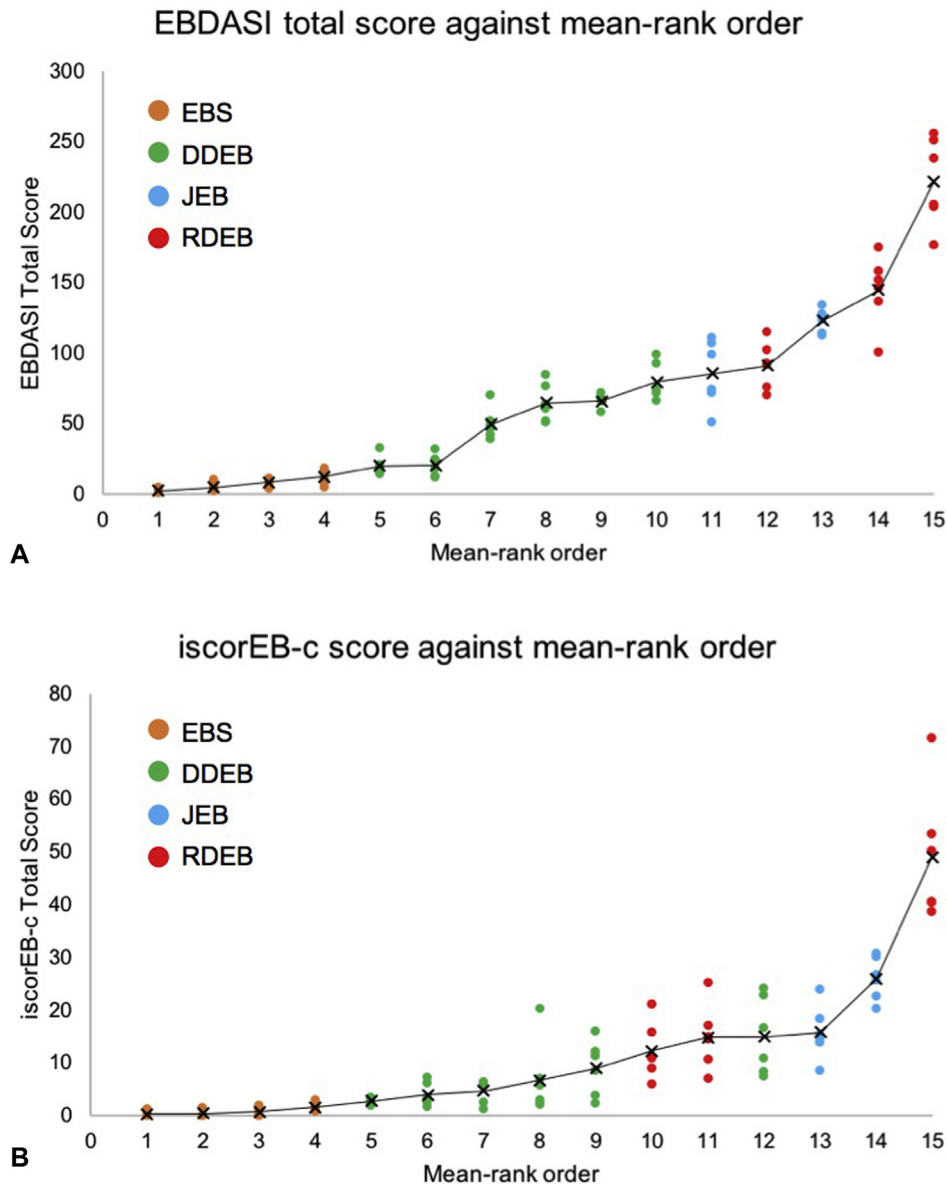 EBDASI total score against mean-rank order
300
250
200
150
100
50
0
EBDASI Total Score
EBS
DDEB
JEB
RDEB
0 1 2 3 4 5 6 7 8 9 10 11 12 13 14 15
Mean-rank order
A
iscorEB-c score against mean-rank order
80
70
60
50
40
30
20
10
0
iscorEB-c Total Score
EBS
DDEB
JEB
RDEB
0 1 2 3 4 5 6 7 8 9 10 11 12 13 14 15
Mean-rank order
B